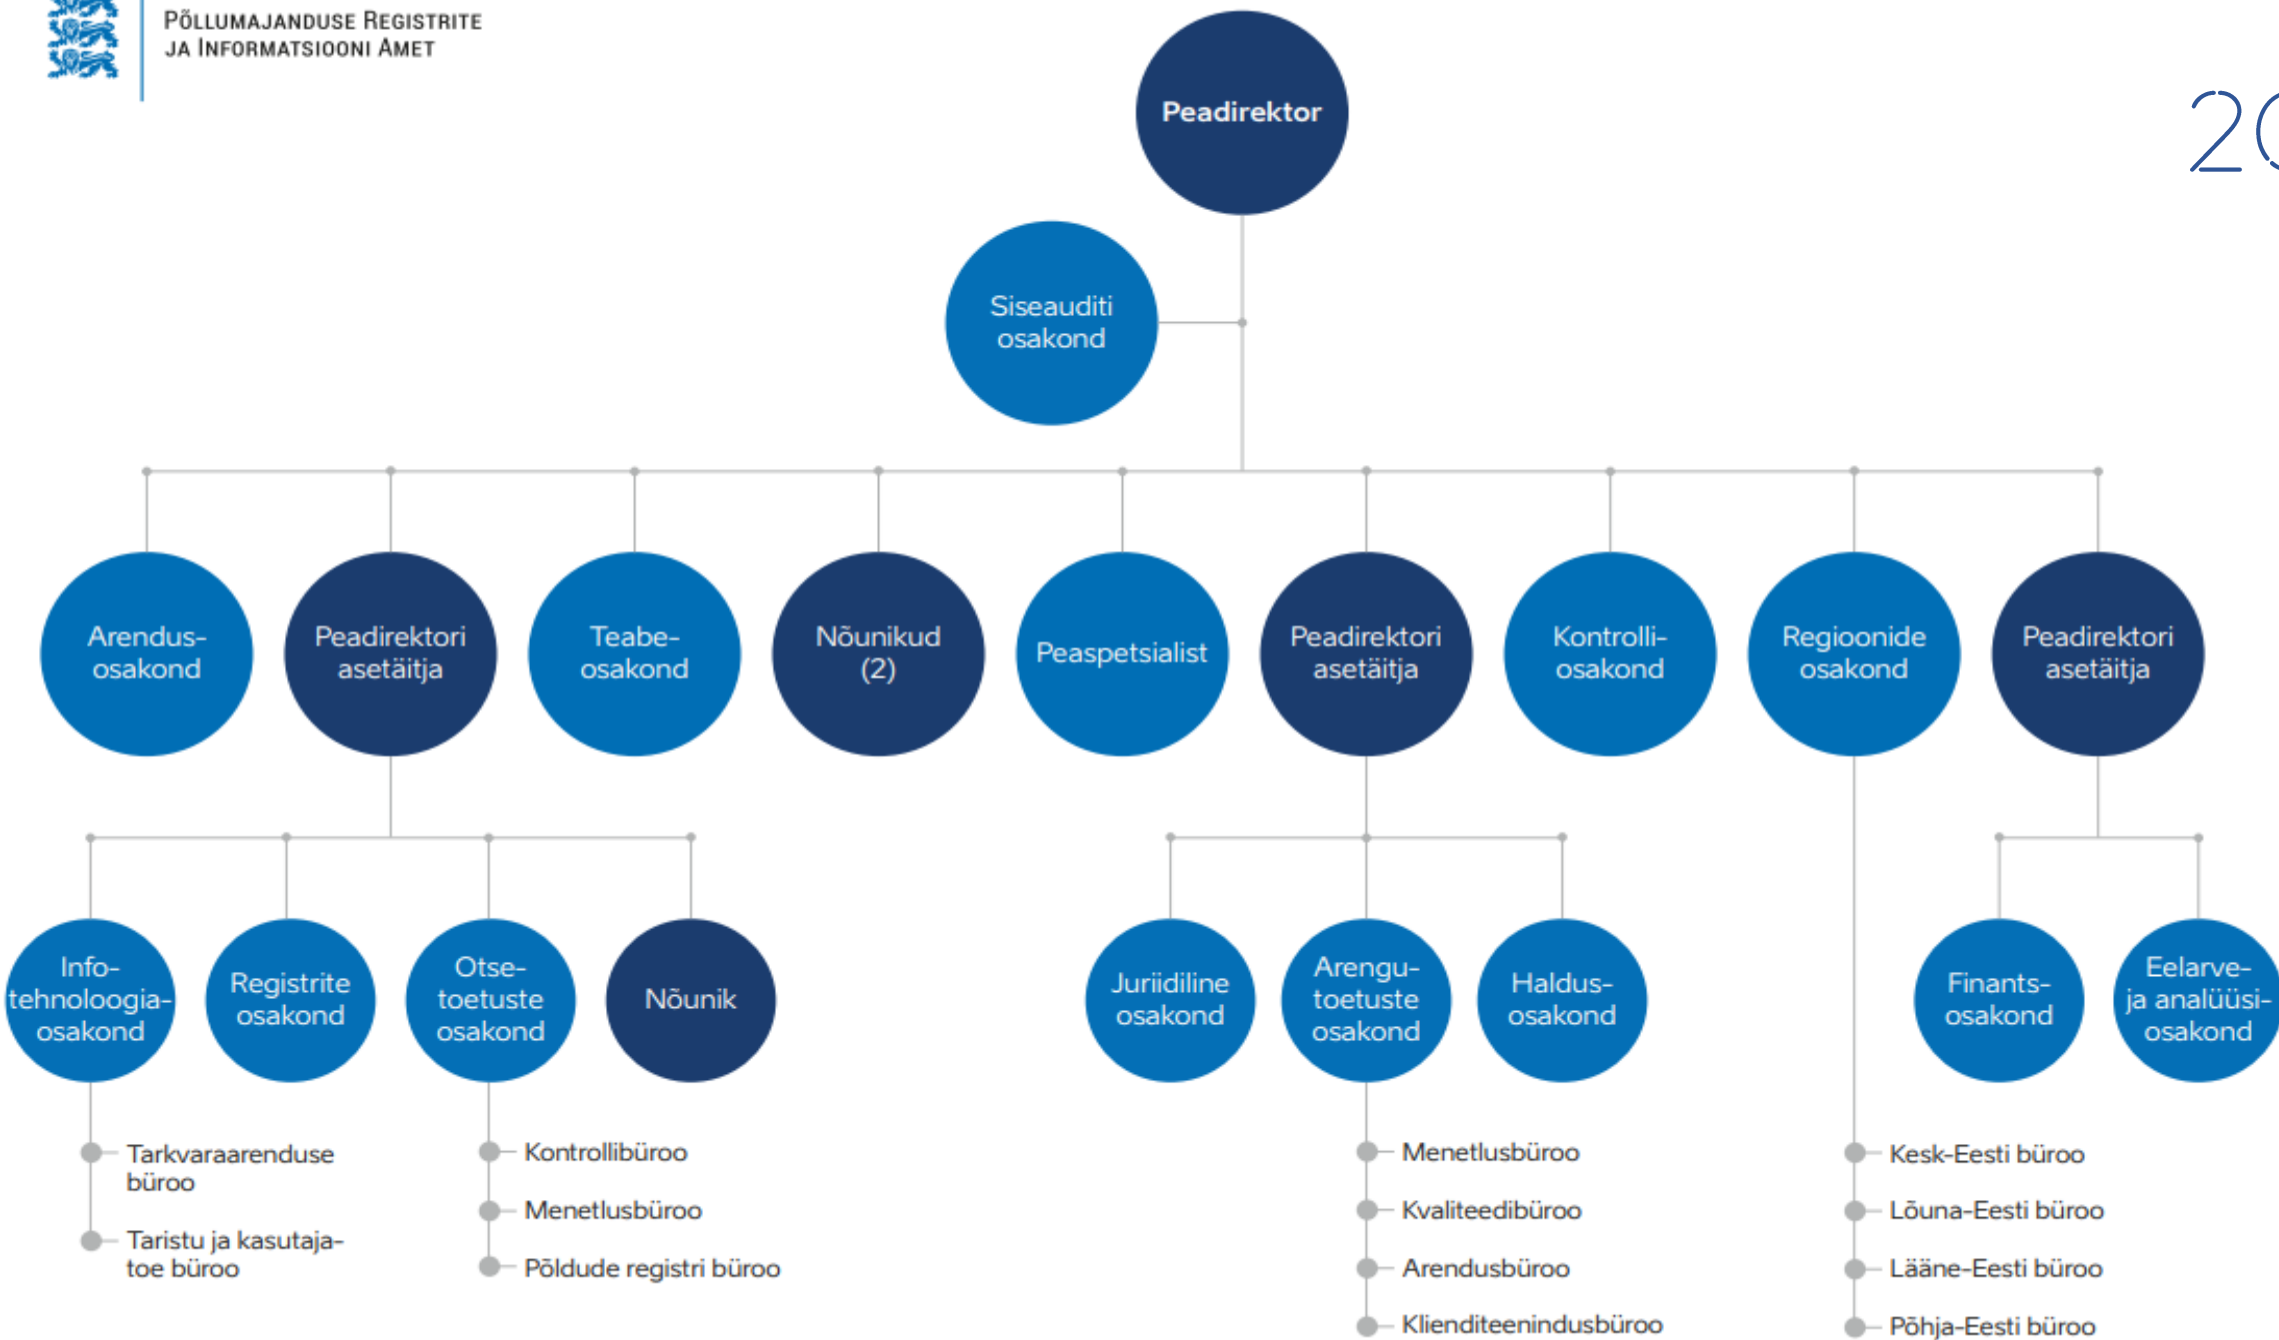 PÕLLUMAJANDUSE REGISTRITE
JA INFORMATSIOONI AMET
Peadirektor
20
Siseauditi
osakond
Arendus-
osakond
Peadirektori
asetäitja
Teabe-
osakond
Nõunikud
(2)
Peaspetsialist
Peadirektori
asetäitja
Kontrolli-
osakond
Regioonide
osakond
Peadirektori
asetäitja
Info-
tehnoloogia-
osakond
Registrite
osakond
Otse-
toetuste
osakond
Nõunik
Juriidiline
osakond
Arengu-
toetuste
osakond
Haldus-
osakond
Finants-
osakond
Eelarve-
ja analüüsi-
osakond
Tarkvaraarenduse
büroo
Taristu ja kasutaja-
toe büroo
Kontrollibüroo
Menetlusbüroo
Põldude registri büroo
Menetlusbüroo
Kvaliteedibüroo
Arendusbüroo
Klienditeenindusbüroo
Kesk-Eesti büroo
Lõuna-Eesti büroo
Lääne-Eesti büroo
Põhja-Eesti büroo